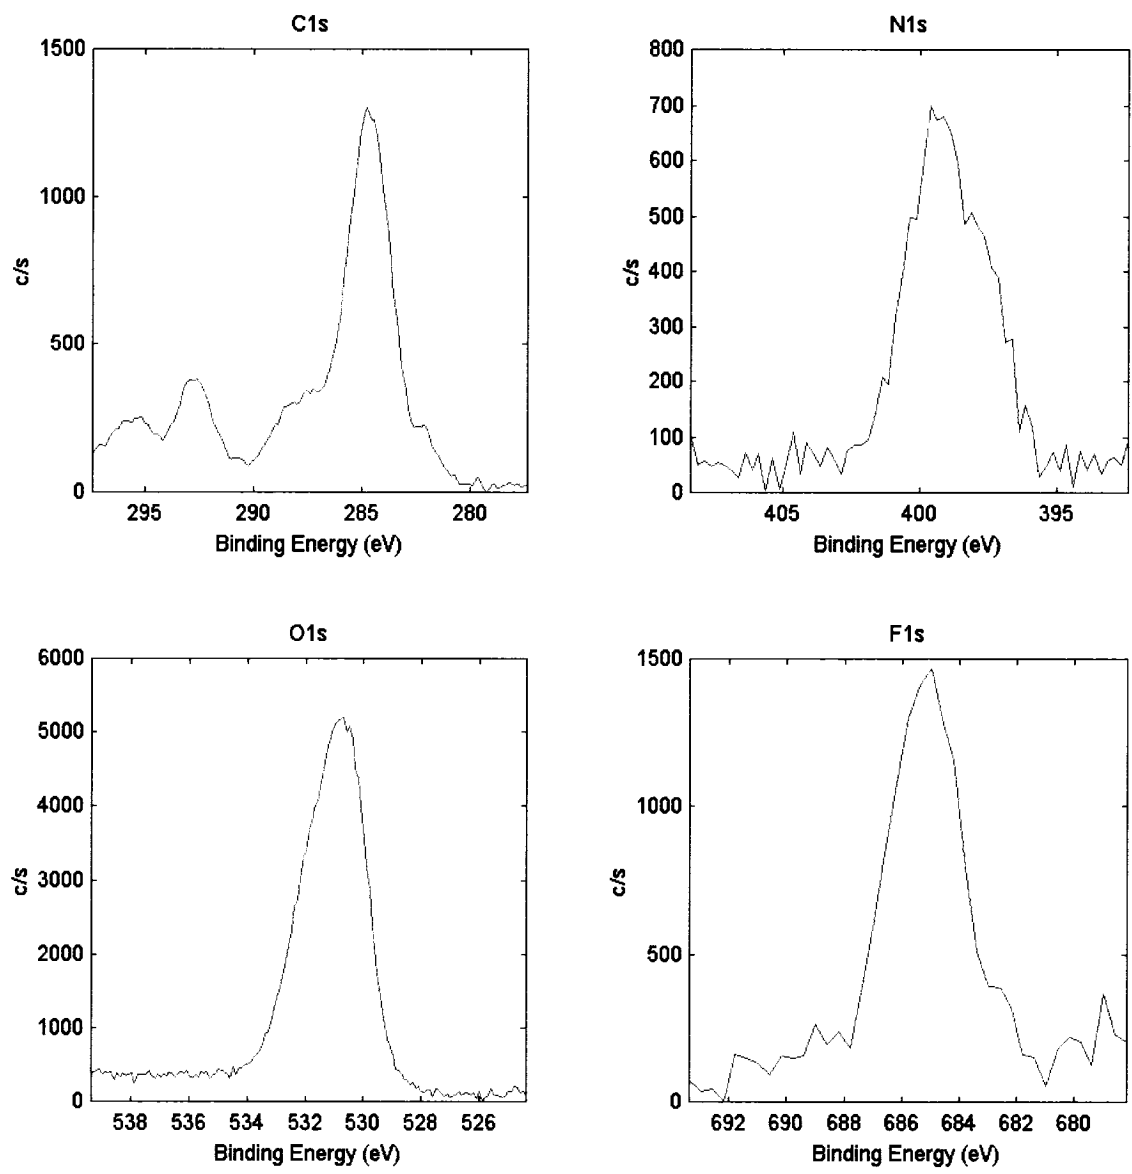 C1s
1500
1000
500
0
c/s
295 290 285 280
Binding Energy (eV)
N1s
800
700
600
500
400
300
200
100
0
c/s
405 400 395
Binding Energy (eV)
O1s
6000
5000
4000
3000
2000
1000
0
c/s
538 536 534 532 530 528 526
Binding Energy (eV)
F1s
1500
1000
500
0
c/s
692 690 688 686 684 682 680
Binding Energy (eV)